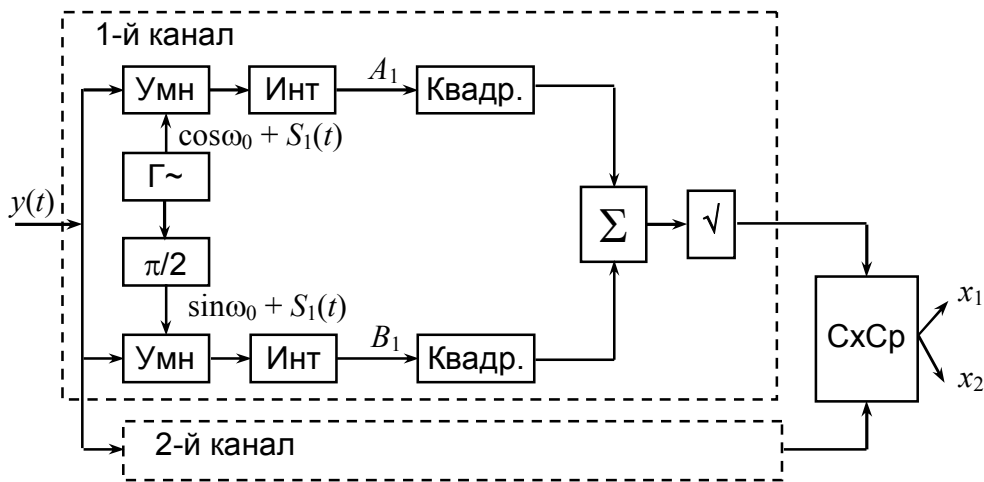 1-й канал
Умн
Инт
A₁
Квадр.
cosω₀ + S₁(t)
Г~
y(t)
π/2
Σ
√
sinω₀ + S₁(t)
Умн
Инт
B₁
Квадр.
СхСр
x₁
x₂
2-й канал